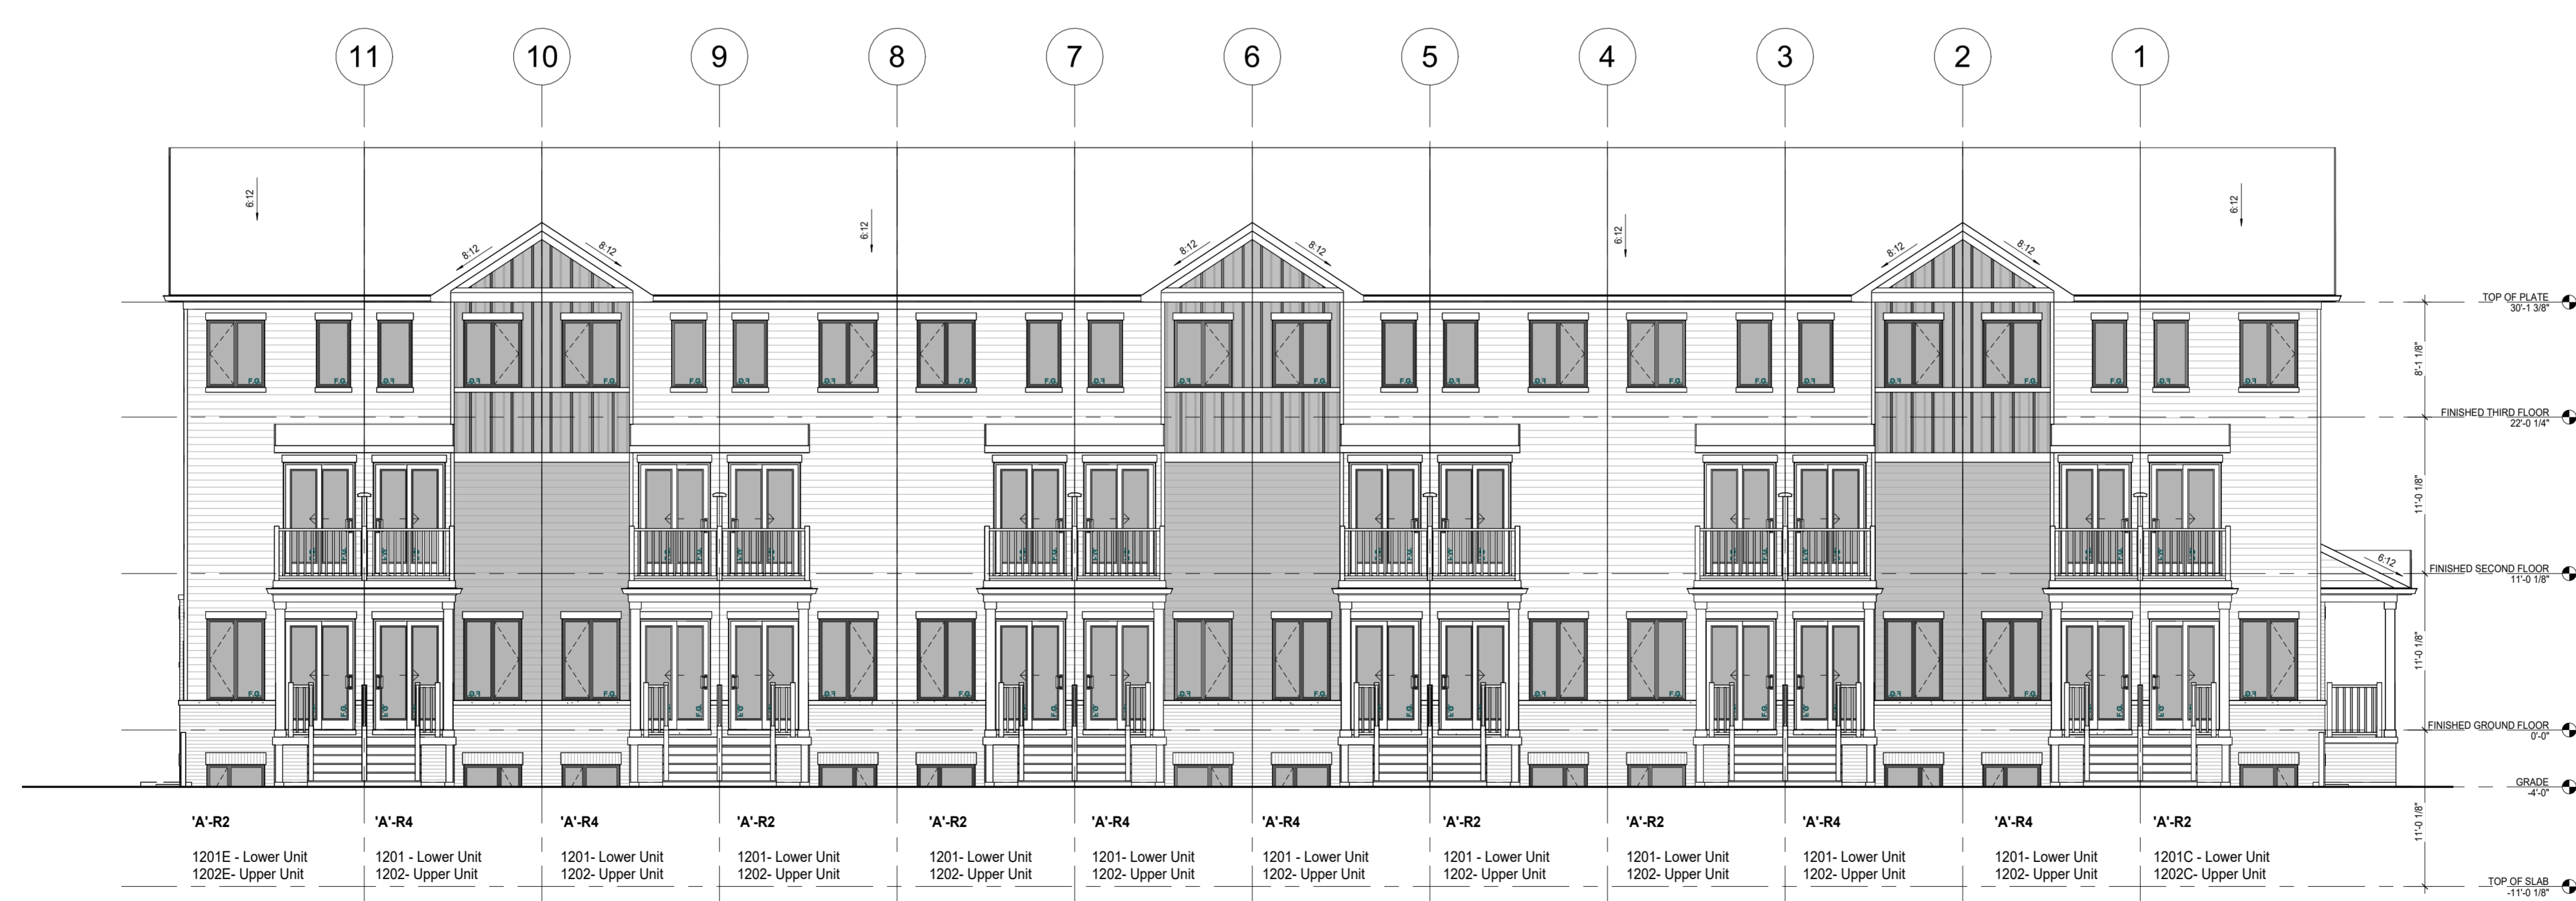 11 10 9 8 7 6 5 4 3 2 1
6:12 6:12 6:12 6:12
8:12 8:12 8:12 8:12 8:12 8:12
TOP OF PLATE
30'-1 3/8"
8'-1 1/8"
F.G. F.G. F.G. F.G. F.G. F.G. F.G. F.G. F.G. F.G. F.G. F.G. F.G. F.G. F.G. F.G. F.G. F.G. F.G. F.G. F.G. F.G. F.G. F.G.
FINISHED THIRD FLOOR
22'-0 1/4"
11'-0 1/8"
6:12
FINISHED SECOND FLOOR
11'-0 1/8"
11'-0 1/8"
F.G. F.G. F.G. F.G. F.G. F.G. F.G. F.G. F.G. F.G. F.G. F.G.
FINISHED GROUND FLOOR
0'-0"
GRADE
-4'-0"
11'-0 1/8"
'A'-R2 'A'-R4 'A'-R4 'A'-R2 'A'-R2 'A'-R4 'A'-R4 'A'-R2 'A'-R2 'A'-R4 'A'-R4 'A'-R2
1201E - Lower Unit 1201 - Lower Unit 1201- Lower Unit 1201- Lower Unit 1201- Lower Unit 1201- Lower Unit 1201 - Lower Unit 1201 - Lower Unit 1201- Lower Unit 1201- Lower Unit 1201- Lower Unit 1201C - Lower Unit
1202E- Upper Unit 1202- Upper Unit 1202- Upper Unit 1202- Upper Unit 1202- Upper Unit 1202- Upper Unit 1202- Upper Unit 1202- Upper Unit 1202- Upper Unit 1202- Upper Unit 1202- Upper Unit 1202C- Upper Unit
TOP OF SLAB
-11'-0 1/8"